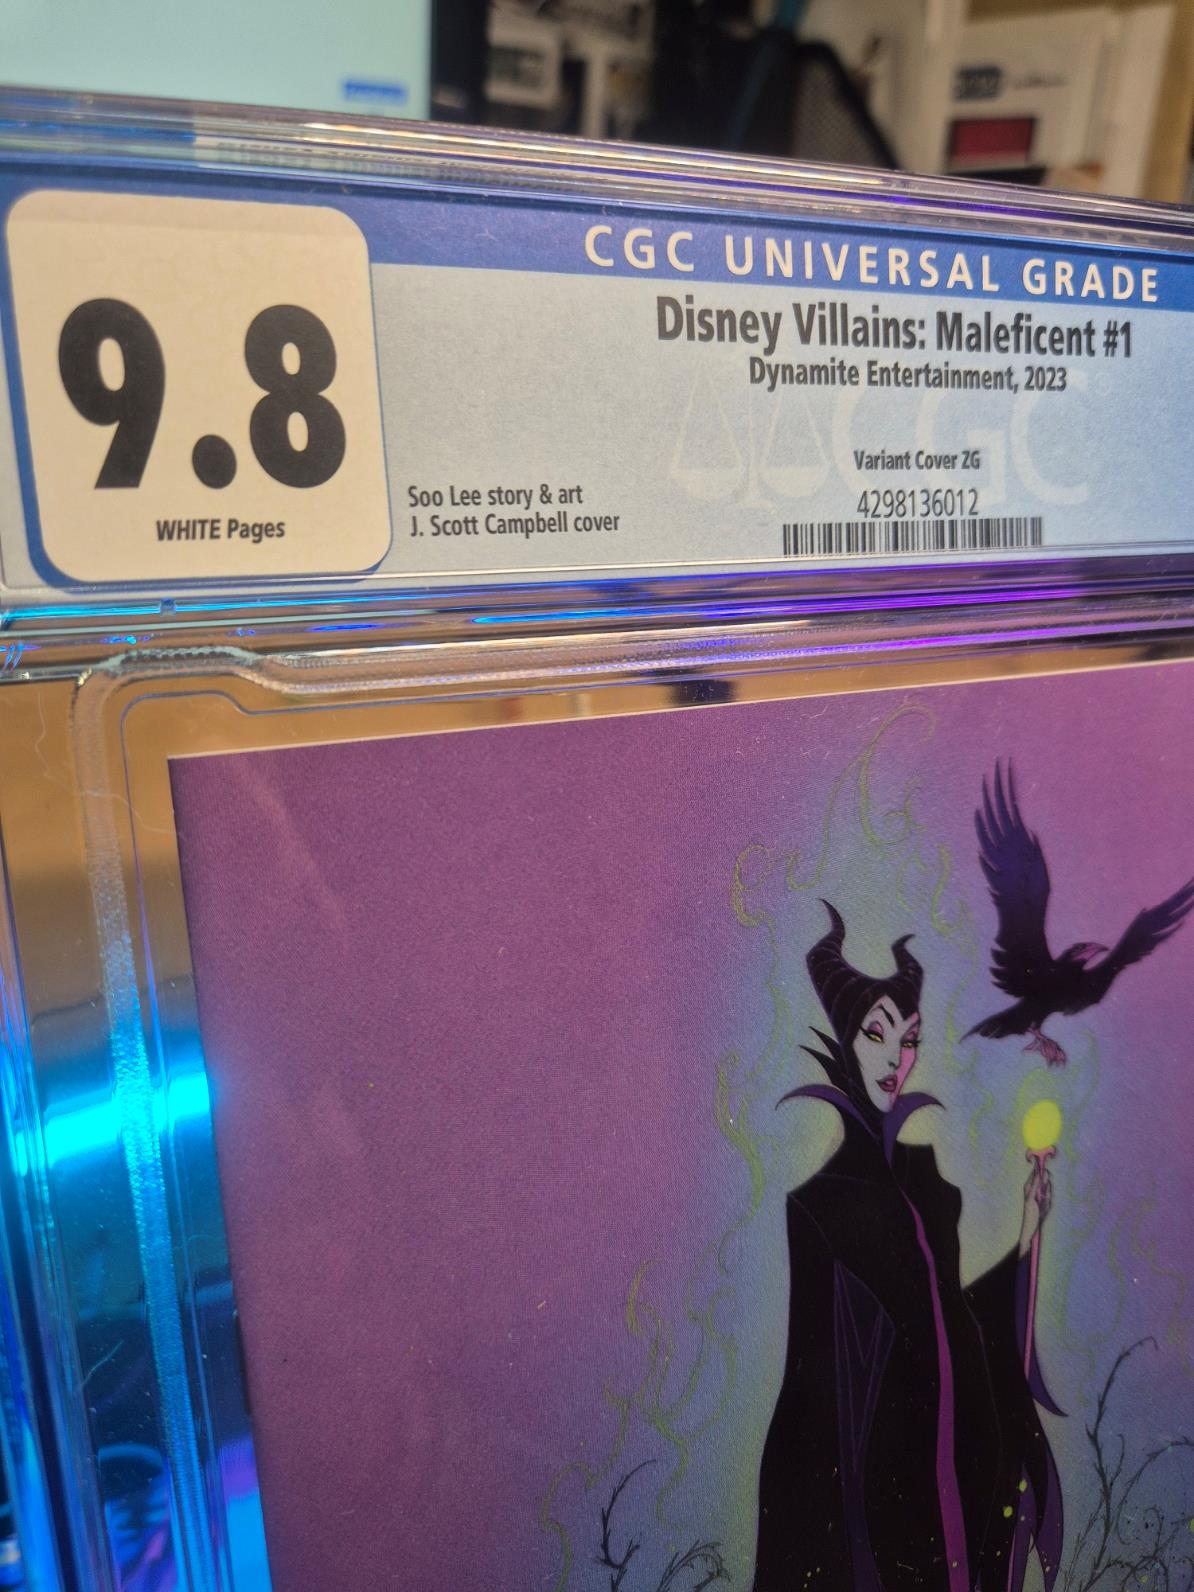 CGC UNIVERSAL GRADE
9.8
WHITE Pages
Disney Villains: Maleficent #1
Dynamite Entertainment, 2023
Variant Cover ZG
4298136012
Soo Lee story & art
J. Scott Campbell cover
CGC